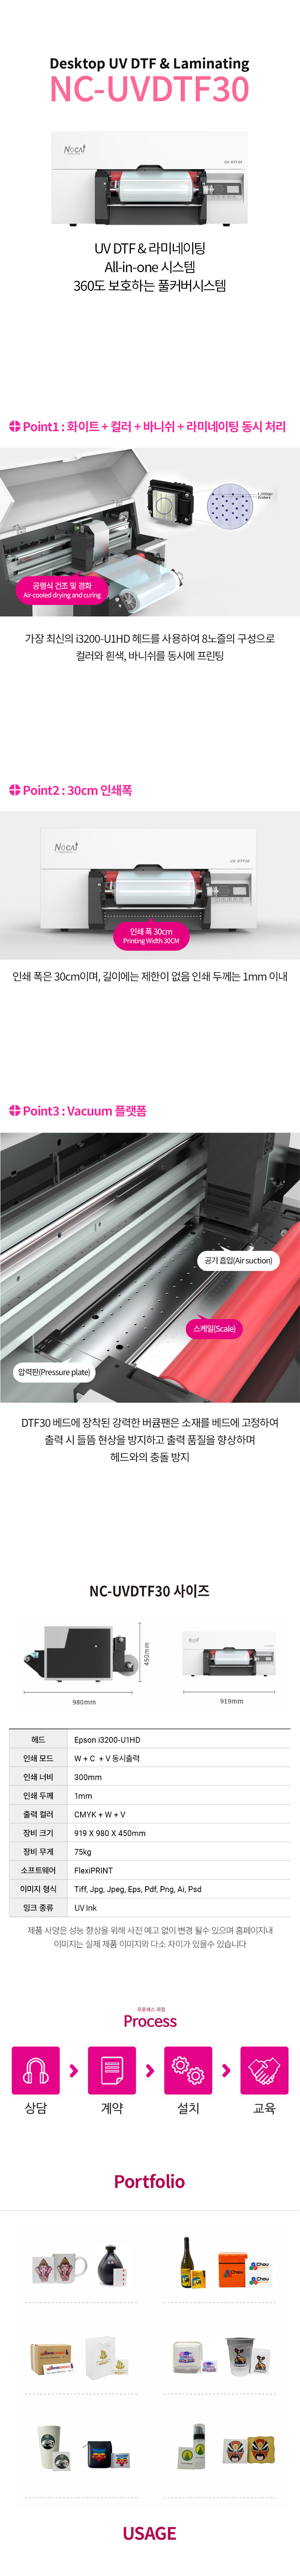 Desktop UV DTF & Laminating
NC-UVDTF30
NOCAI
UV DTF30
UV DTF & 라미네이팅
All-in-one 시스템
360도 보호하는 풀커버시스템
Point1 : 화이트 + 컬러 + 바니쉬 + 라미네이팅 동시 처리
공랭식 건조 및 경화
Air-cooled drying and curing
가장 최신의 i3200-U1HD 헤드를 사용하여 8노즐의 구성으로
컬러와 흰색, 바니쉬를 동시에 프린팅
Point2 : 30cm 인쇄폭
NOCAI
UV DTF30
인쇄 폭 30cm
Printing Width 30CM
인쇄 폭은 30cm이며, 길이에는 제한이 없음 인쇄 두께는 1mm 이내
Point3 : Vacuum 플랫폼
공기 흡입(Air suction)
스케일(Scale)
압력판(Pressure plate)
DTF30 베드에 장착된 강력한 버큠팬은 소재를 베드에 고정하여
출력 시 들뜸 현상을 방지하고 출력 품질을 향상하며
헤드와의 충돌 방지
NC-UVDTF30 사이즈
450mm
980mm
919mm
헤드 Epson i3200-U1HD
인쇄 모드 W + C + V 동시출력
인쇄 너비 300mm
인쇄 두께 1mm
출력 컬러 CMYK + W + V
장비 크기 919 X 980 X 450mm
장비 무게 75kg
소프트웨어 FlexiPRINT
이미지 형식 Tiff, Jpg, Jpeg, Eps, Pdf, Png, Ai, Psd
잉크 종류 UV Ink
제품 사양은 성능 향상을 위해 사전 예고 없이 변경 될수 있으며 홈페이지내
이미지는 실제 제품 이미지와 다소 차이가 있을수 있습니다
프로세스 과정
Process
상담
계약
설치
교육
Portfolio
Chou
Chou
USAGE